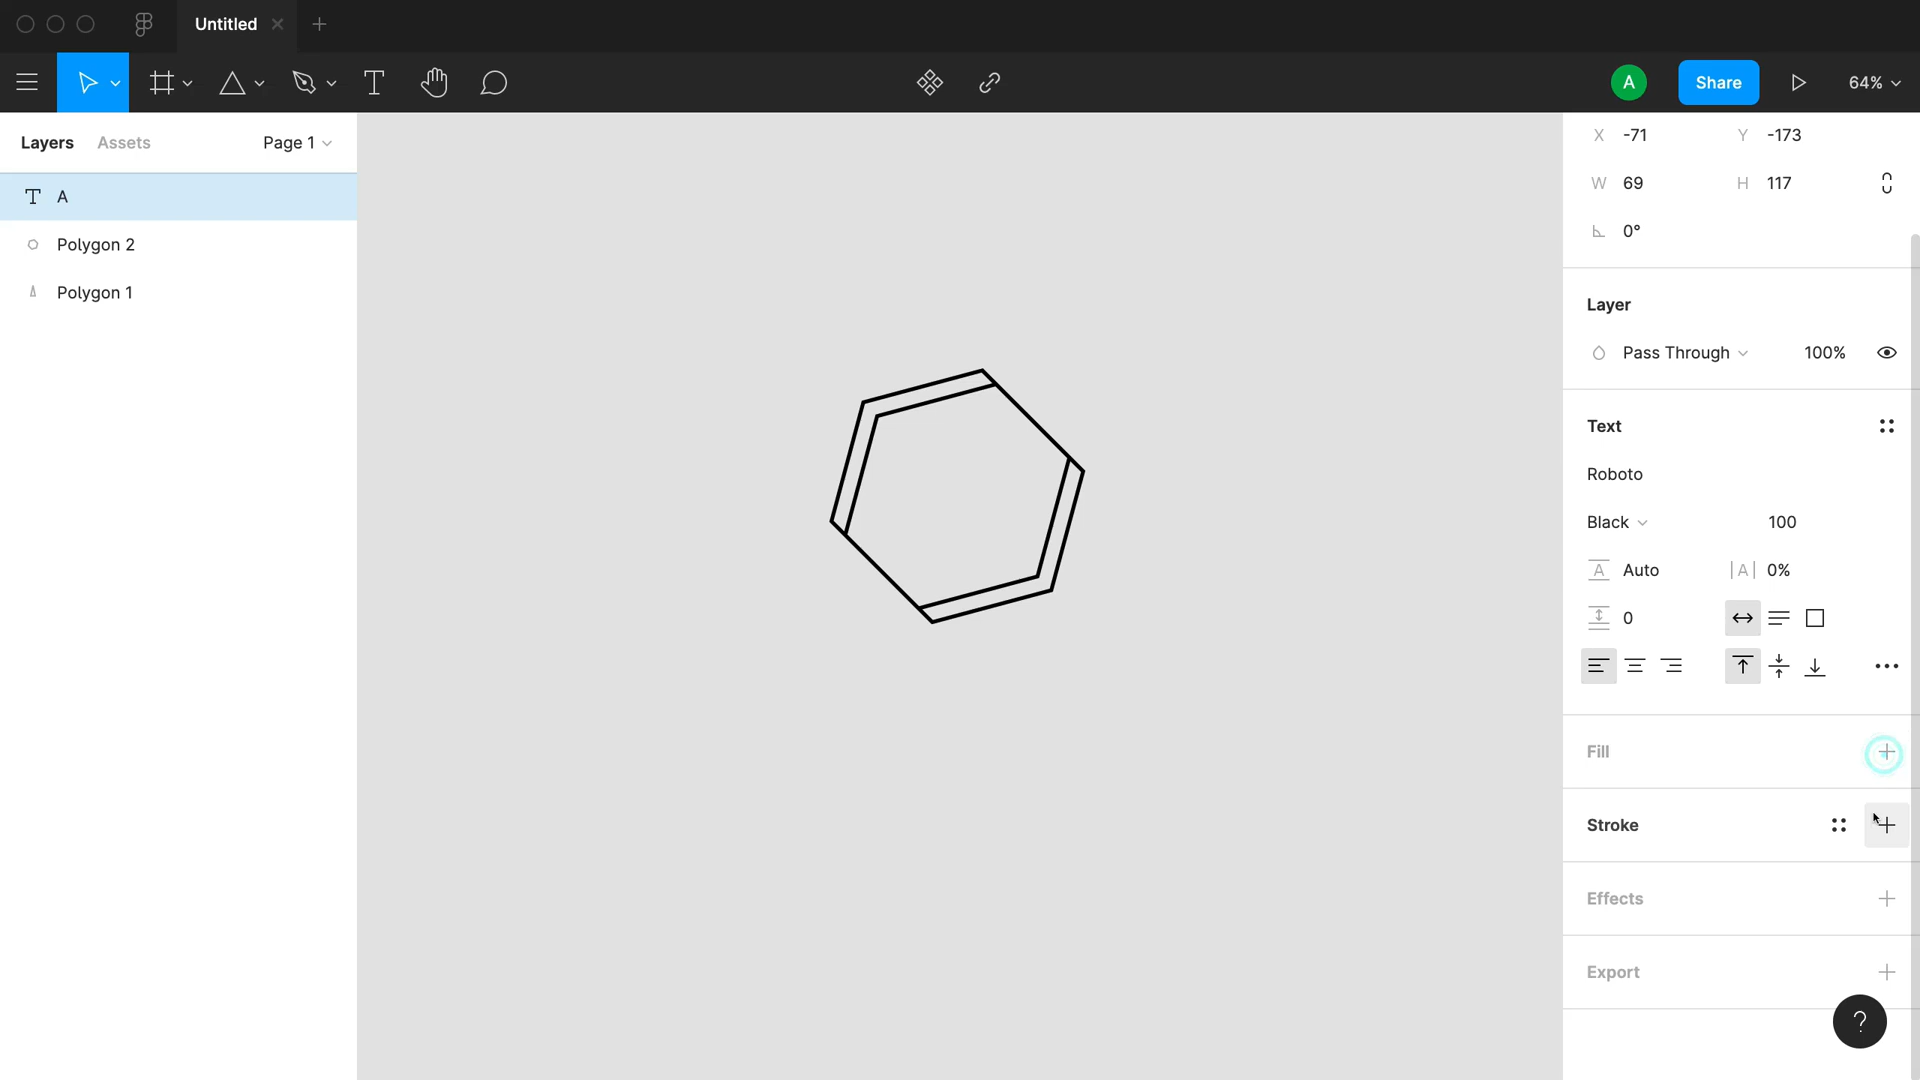 Untitled
A
Share
64%
Layers
Assets
Page 1
A
Polygon 2
Polygon 1
X -71
Y -173
W 69
H 117
0°
Layer
Pass Through
100%
Text
Roboto
Black
100
A Auto
|A| 0%
0
Fill
Stroke
Effects
Export
?